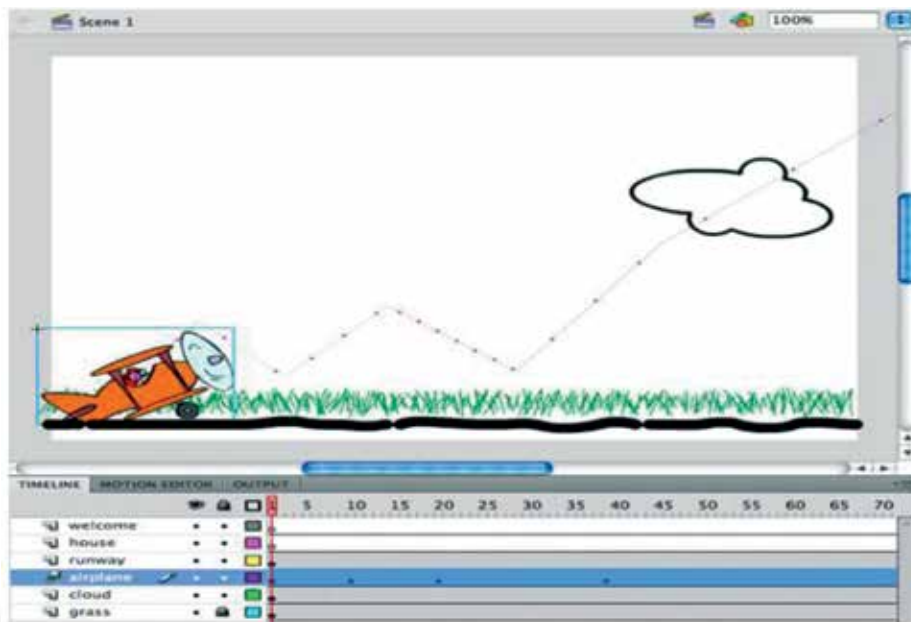 Scene 1
100%
TIMELINE MOTION EDITOR OUTPUT
1 5 10 15 20 25 30 35 40 45 50 55 60 65 70
welcome
house
runway
airplane
cloud
grass